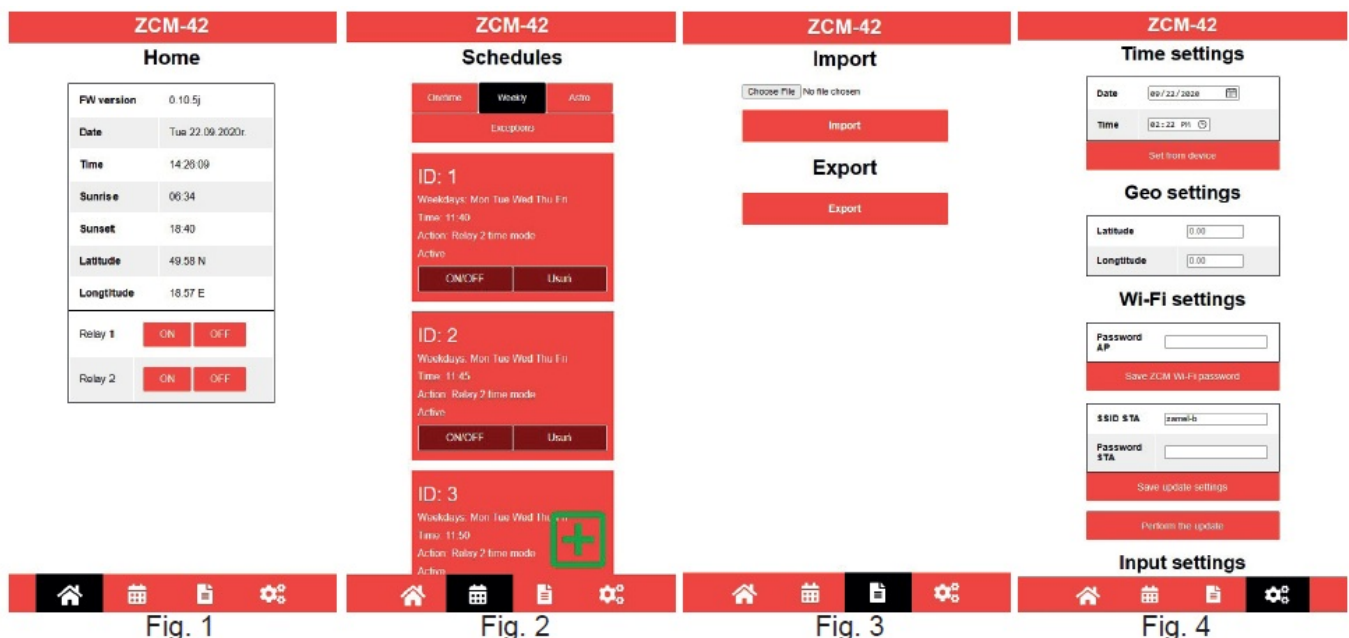 ZCM-42
Home
FW version 0.10.5j
Date Tue 22.09.2020r.
Time 14:26:09
Sunrise 06:34
Sunset 18:40
Latitude 49.58 N
Longtitude 18.57 E
Relay 1 ON OFF
Relay 2 ON OFF
Fig. 1
ZCM-42
Schedules
Onetime Weekly Astro
Exceptions
ID: 1
Weekdays: Mon Tue Wed Thu Fri
Time: 11:40
Action: Relay 2 time mode
Active
ON/OFF Usuń
ID: 2
Weekdays: Mon Tue Wed Thu Fri
Time: 11:45
Action: Relay 2 time mode
Active
ON/OFF Usuń
ID: 3
Weekdays: Mon Tue Wed Thu Fri
Time: 11:50
Action: Relay 2 time mode
Active
Fig. 2
ZCM-42
Import
Choose File No file chosen
Import
Export
Export
Fig. 3
ZCM-42
Time settings
Date 09/22/2020
Time 02:22 PM
Set from device
Geo settings
Latitude 0.00
Longtitude 0.00
Wi-Fi settings
Password
AP
Save ZCM Wi-Fi password
SSID STA zamel-b
Password
STA
Save update settings
Perform the update
Input settings
Fig. 4